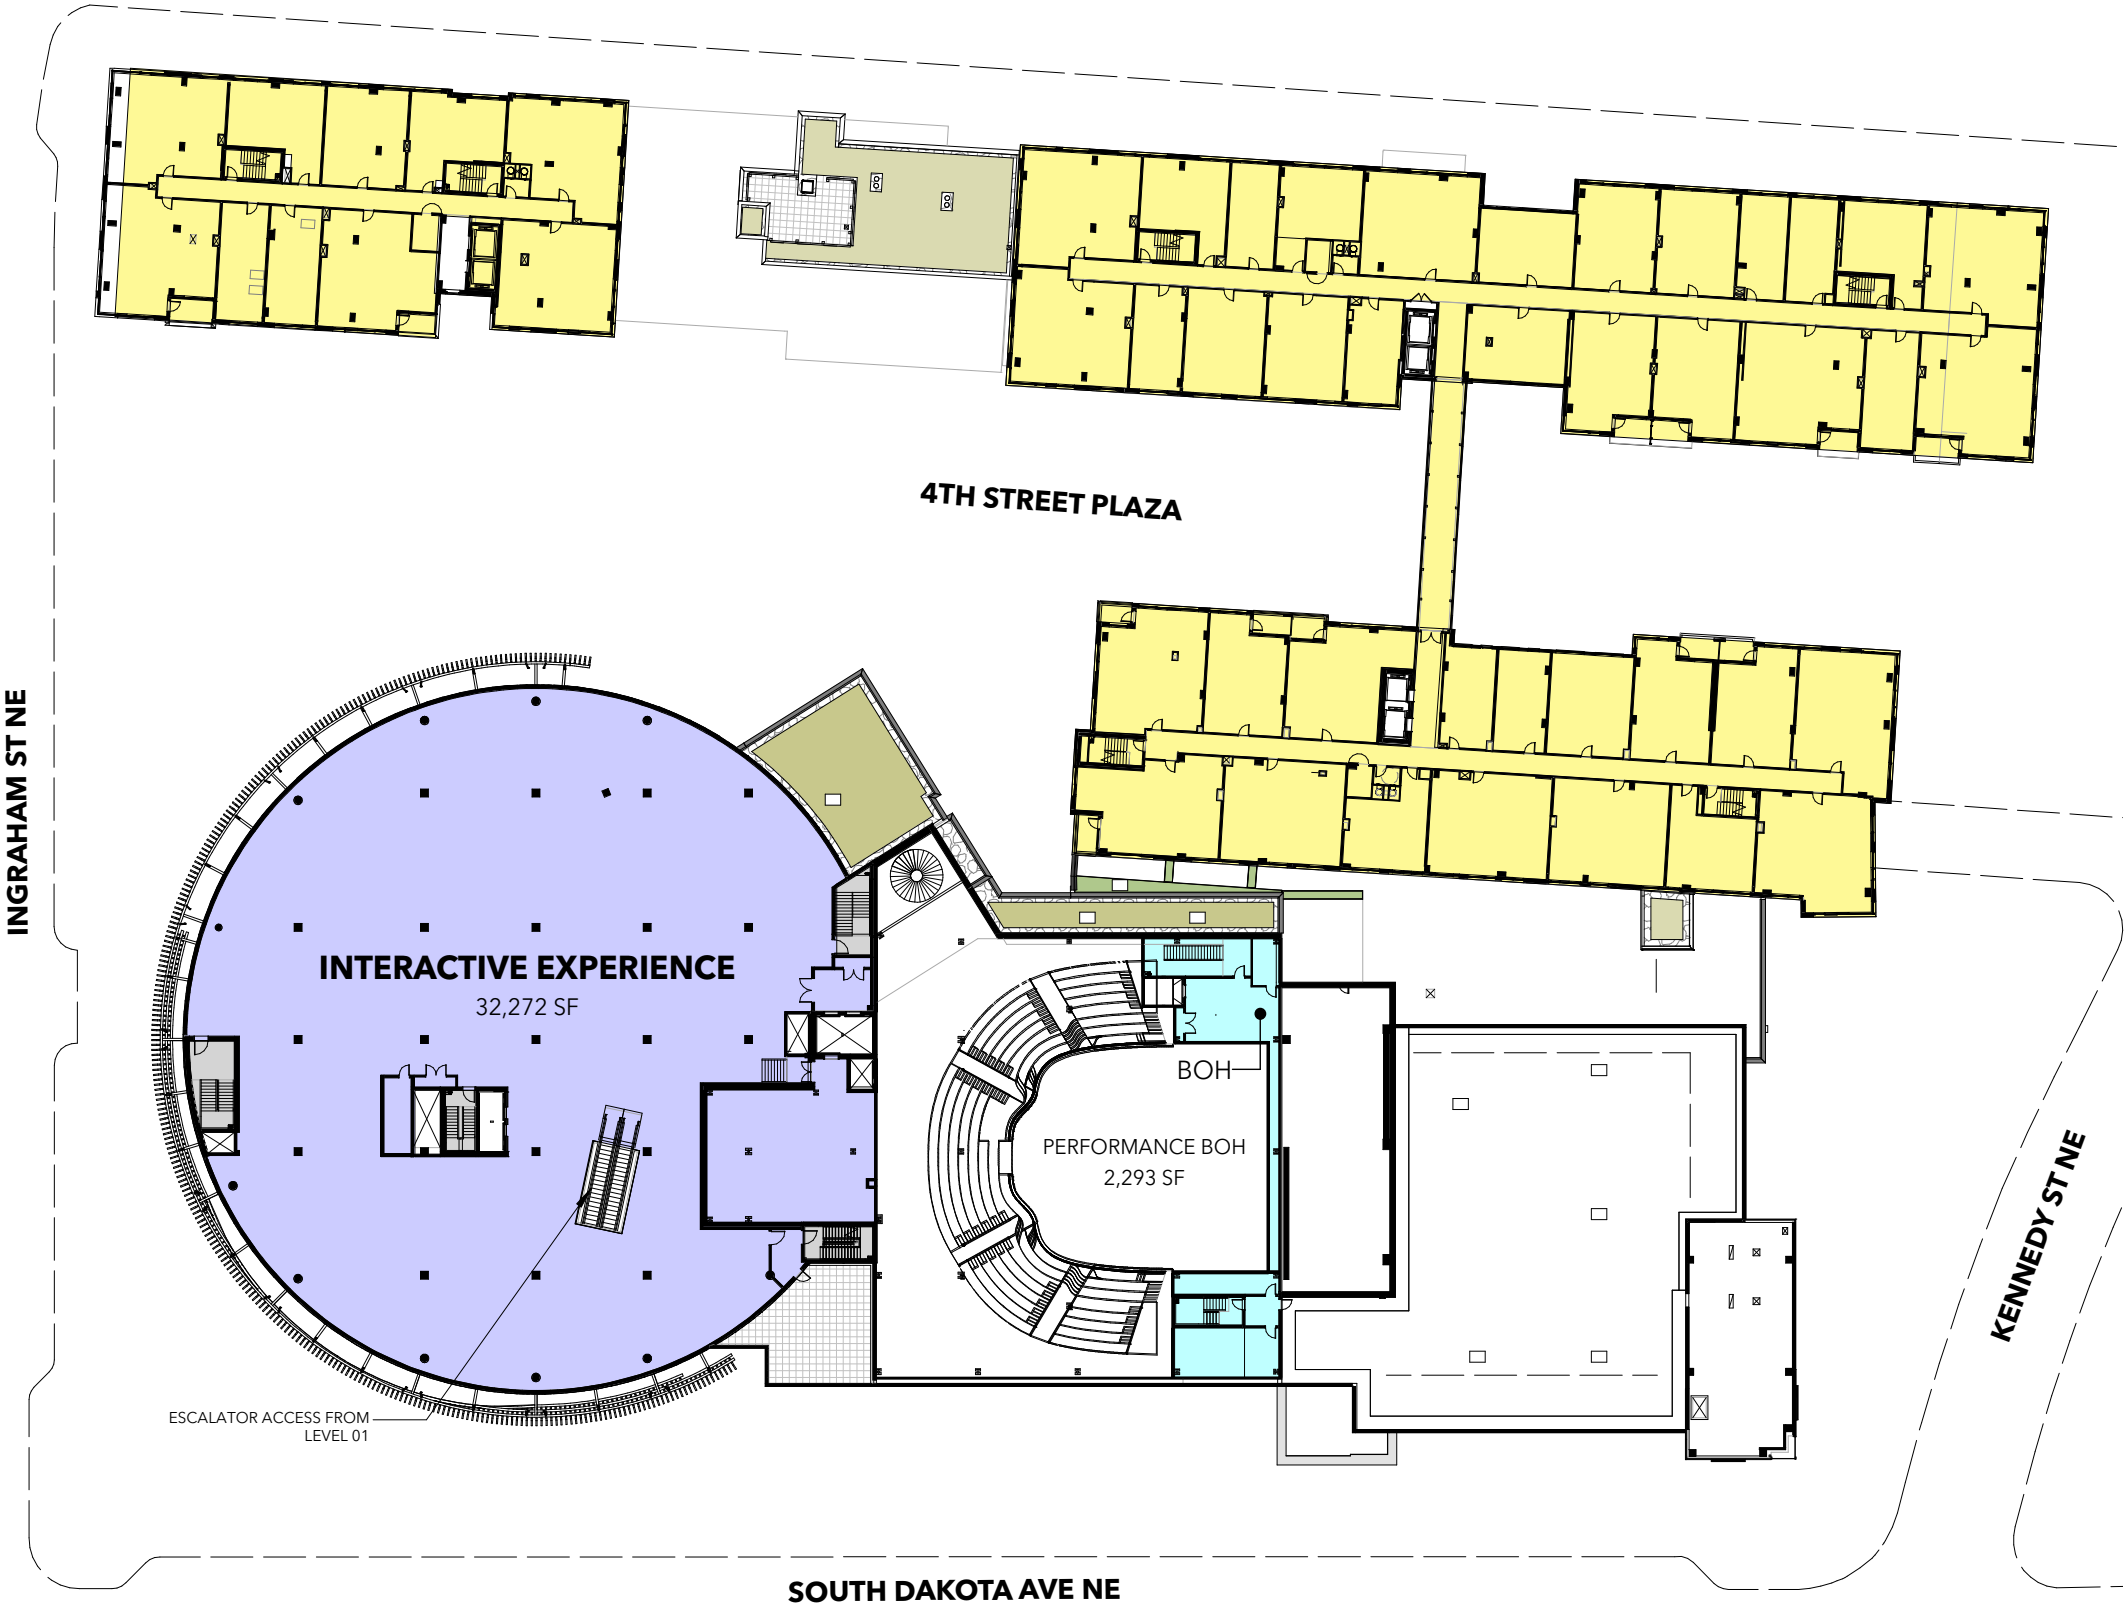 4TH STREET PLAZA
INGRAHAM ST NE
INTERACTIVE EXPERIENCE
32,272 SF
BOH
PERFORMANCE BOH
2,293 SF
KENNEDY ST NE
ESCALATOR ACCESS FROM
LEVEL 01
SOUTH DAKOTA AVE NE